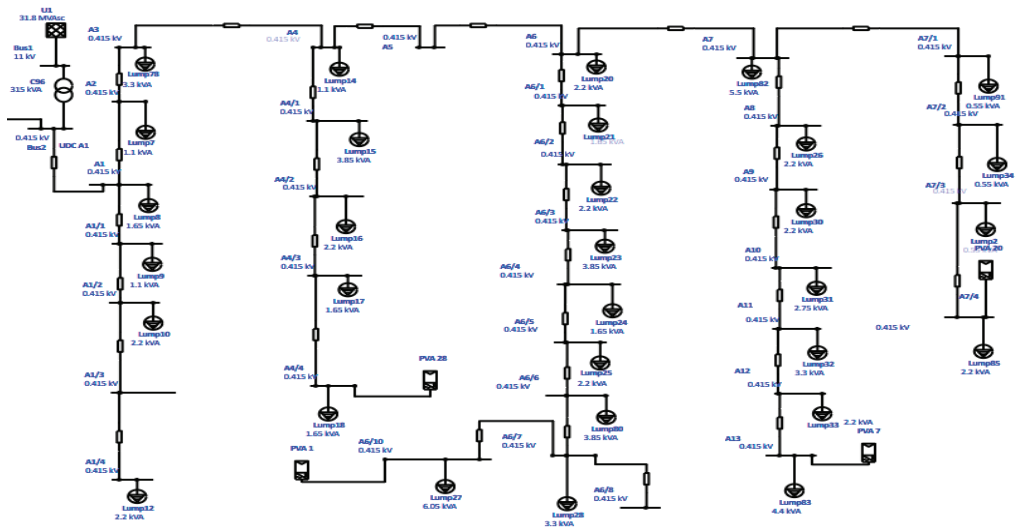 U1
31.8 MVAsc
Bus1
11 kV
C96
315 kVA
0.415 kV
Bus2
UDC A1
A3
0.415 kV
Lump78
3.3 kVA
A2
0.415 kV
Lump7
1.1 kVA
A1
0.415 kV
Lump8
1.65 kVA
A1/1
0.415 kV
Lump9
1.1 kVA
A1/2
0.415 kV
Lump10
2.2 kVA
A1/3
0.415 kV
A1/4
0.415 kV
Lump12
2.2 kVA
A4
0.415 kV
Lump14
1.1 kVA
A4/1
0.415 kV
Lump15
3.85 kVA
A4/2
0.415 kV
Lump16
2.2 kVA
A4/3
0.415 kV
Lump17
1.65 kVA
A4/4
0.415 kV
Lump18
1.65 kVA
PVA 28
0.415 kV
A5
A6
0.415 kV
Lump20
2.2 kVA
A6/1
0.415 kV
Lump21
1.65 kVA
A6/2
0.415 kV
Lump22
2.2 kVA
A6/3
0.415 kV
Lump23
3.85 kVA
A6/4
0.415 kV
Lump24
1.65 kVA
A6/5
0.415 kV
Lump25
2.2 kVA
A6/6
0.415 kV
Lump80
3.85 kVA
A6/7
0.415 kV
Lump28
3.3 kVA
A6/8
0.415 kV
A6/10
0.415 kV
Lump27
6.05 kVA
PVA 1
A7
0.415 kV
Lump82
5.5 kVA
A8
0.415 kV
Lump26
2.2 kVA
A9
0.415 kV
Lump30
2.2 kVA
A10
0.415 kV
Lump31
2.75 kVA
A11
0.415 kV
Lump32
3.3 kVA
A12
0.415 kV
Lump33
2.2 kVA
A13
0.415 kV
Lump83
4.4 kVA
PVA 7
A7/1
0.415 kV
Lump91
0.55 kVA
A7/2
0.415 kV
Lump34
0.55 kVA
A7/3
0.415 kV
Lump2
PVA 20
A7/4
0.415 kV
Lump85
2.2 kVA